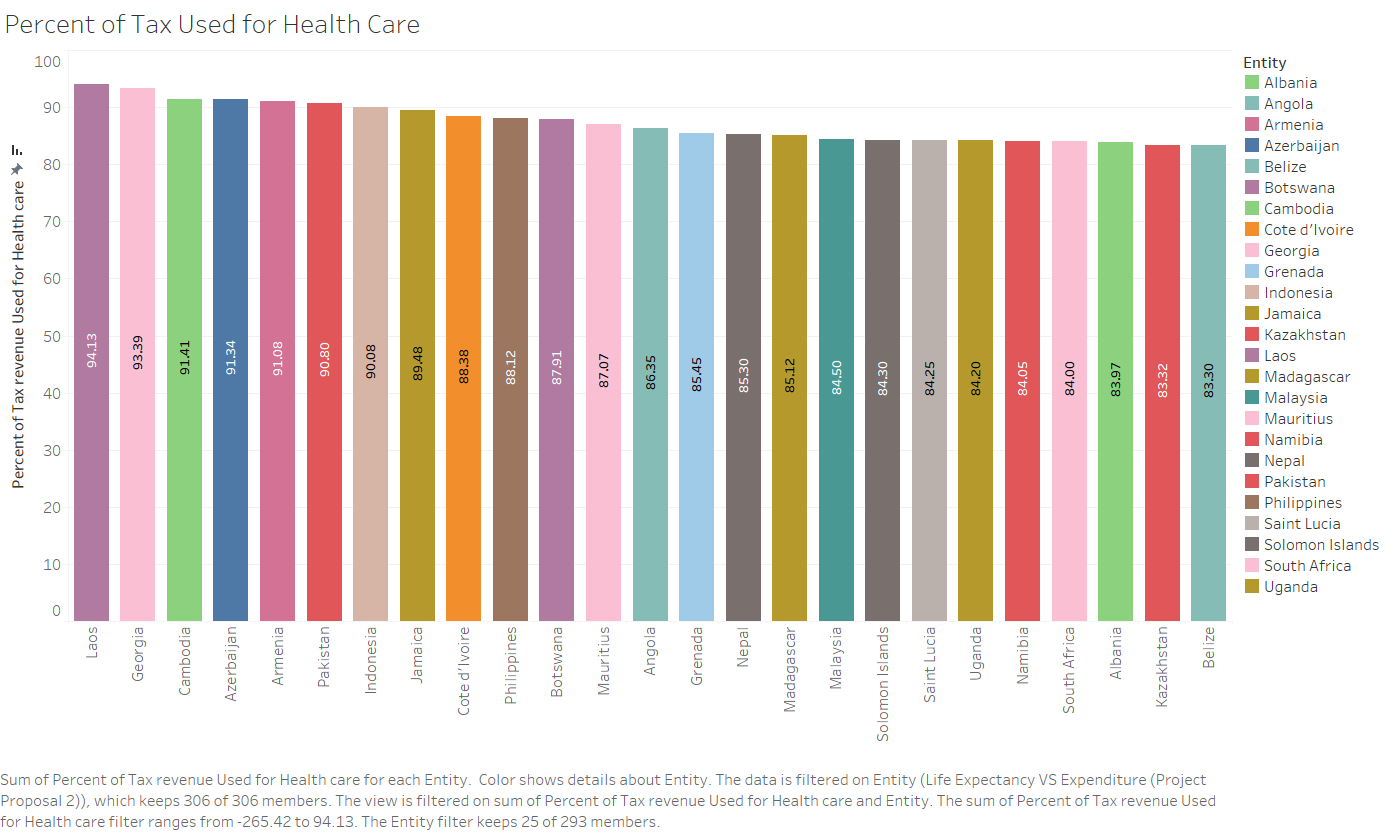 Percent of Tax Used for Health Care
Percent of Tax revenue Used for Health care
100
90
80
70
60
50
40
30
20
10
0
94.13
93.39
91.41
91.34
91.08
90.80
90.08
89.48
88.38
88.12
87.91
87.07
86.35
85.45
85.30
85.12
84.50
84.30
84.25
84.20
84.05
84.00
83.97
83.32
83.30
Laos
Georgia
Cambodia
Azerbaijan
Armenia
Pakistan
Indonesia
Jamaica
Cote d'Ivoire
Philippines
Botswana
Mauritius
Angola
Grenada
Nepal
Madagascar
Malaysia
Solomon Islands
Saint Lucia
Uganda
Namibia
South Africa
Albania
Kazakhstan
Belize
Entity
Albania
Angola
Armenia
Azerbaijan
Belize
Botswana
Cambodia
Cote d'Ivoire
Georgia
Grenada
Indonesia
Jamaica
Kazakhstan
Laos
Madagascar
Malaysia
Mauritius
Namibia
Nepal
Pakistan
Philippines
Saint Lucia
Solomon Islands
South Africa
Uganda
Sum of Percent of Tax revenue Used for Health care for each Entity.  Color shows details about Entity. The data is filtered on Entity (Life Expectancy VS Expenditure (Project
Proposal 2)), which keeps 306 of 306 members. The view is filtered on sum of Percent of Tax revenue Used for Health care and Entity. The sum of Percent of Tax revenue Used
for Health care filter ranges from -265.42 to 94.13. The Entity filter keeps 25 of 293 members.